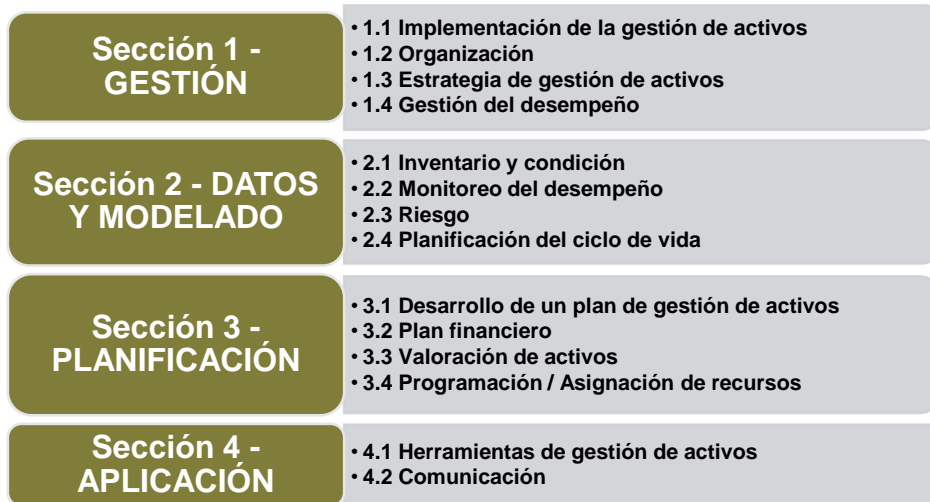 Sección 1 -
GESTIÓN
• 1.1 Implementación de la gestión de activos
• 1.2 Organización
• 1.3 Estrategia de gestión de activos
• 1.4 Gestión del desempeño
Sección 2 - DATOS
Y MODELADO
• 2.1 Inventario y condición
• 2.2 Monitoreo del desempeño
• 2.3 Riesgo
• 2.4 Planificación del ciclo de vida
Sección 3 -
PLANIFICACIÓN
• 3.1 Desarrollo de un plan de gestión de activos
• 3.2 Plan financiero
• 3.3 Valoración de activos
• 3.4 Programación / Asignación de recursos
Sección 4 -
APLICACIÓN
• 4.1 Herramientas de gestión de activos
• 4.2 Comunicación